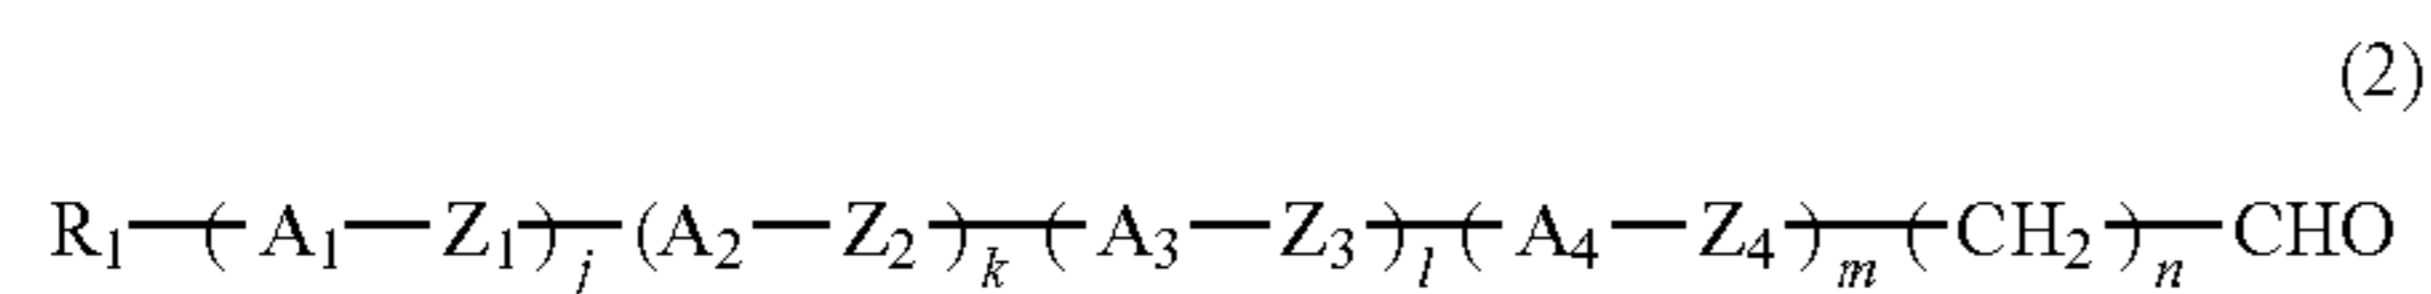 (2)
R₁—(A₁—Z₁)ⱼ—(A₂—Z₂)ₖ—(A₃—Z₃)ₗ—(A₄—Z₄)ₘ—(CH₂)ₙ—CHO